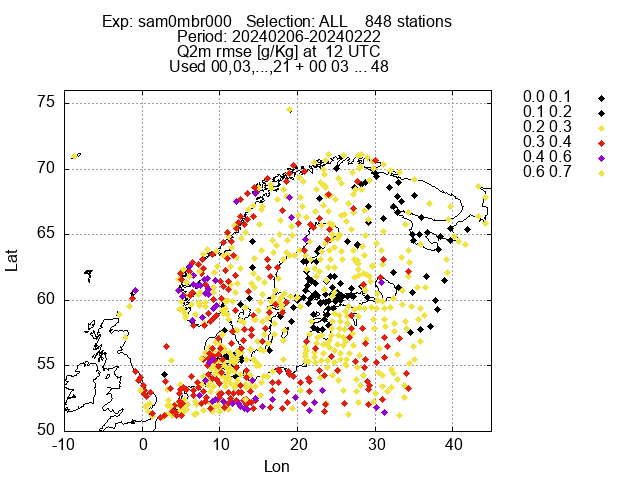 Exp: sam0mbr000 Selection: ALL 848 stations
Period: 20240206-20240222
Q2m rmse [g/Kg] at 12 UTC
Used 00,03,...,21 + 00 03 ... 48
0.0 0.1
0.1 0.2
0.2 0.3
0.3 0.4
0.4 0.6
0.6 0.7
75
70
65
60
55
50
Lat
-10 0 10 20 30 40
Lon